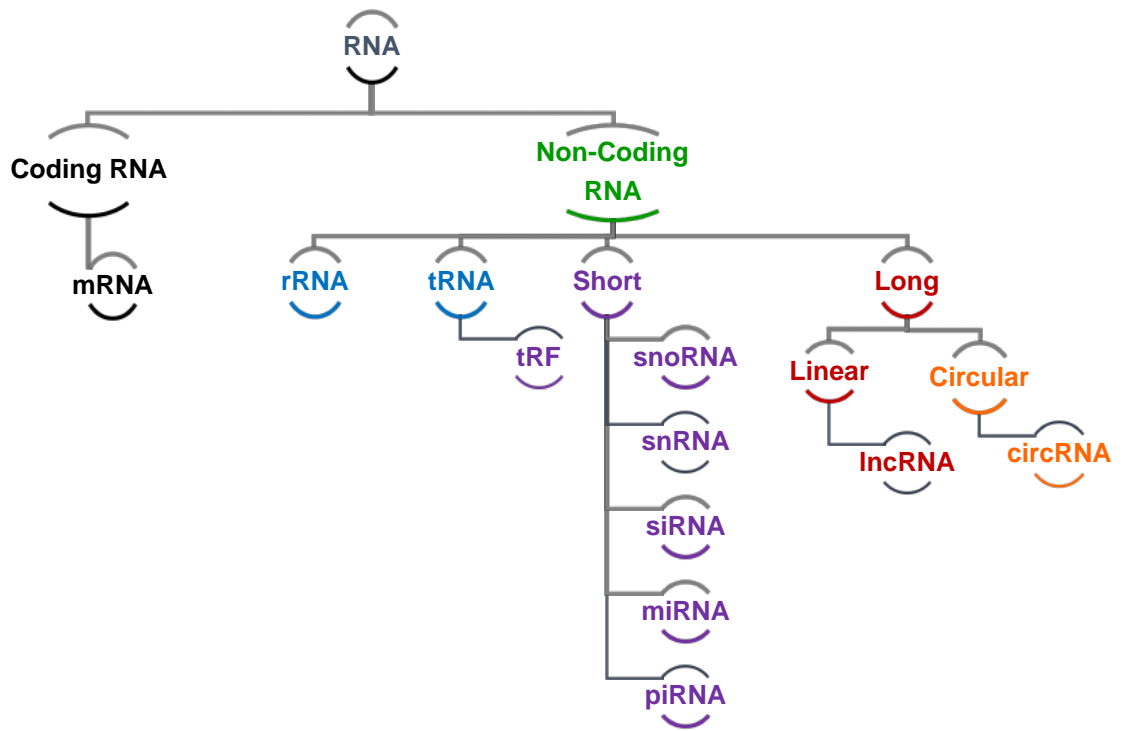 RNA
Coding RNA
Non-Coding
RNA
mRNA
rRNA
tRNA
Short
Long
tRF
snoRNA
Linear
Circular
snRNA
lncRNA
circRNA
siRNA
miRNA
piRNA